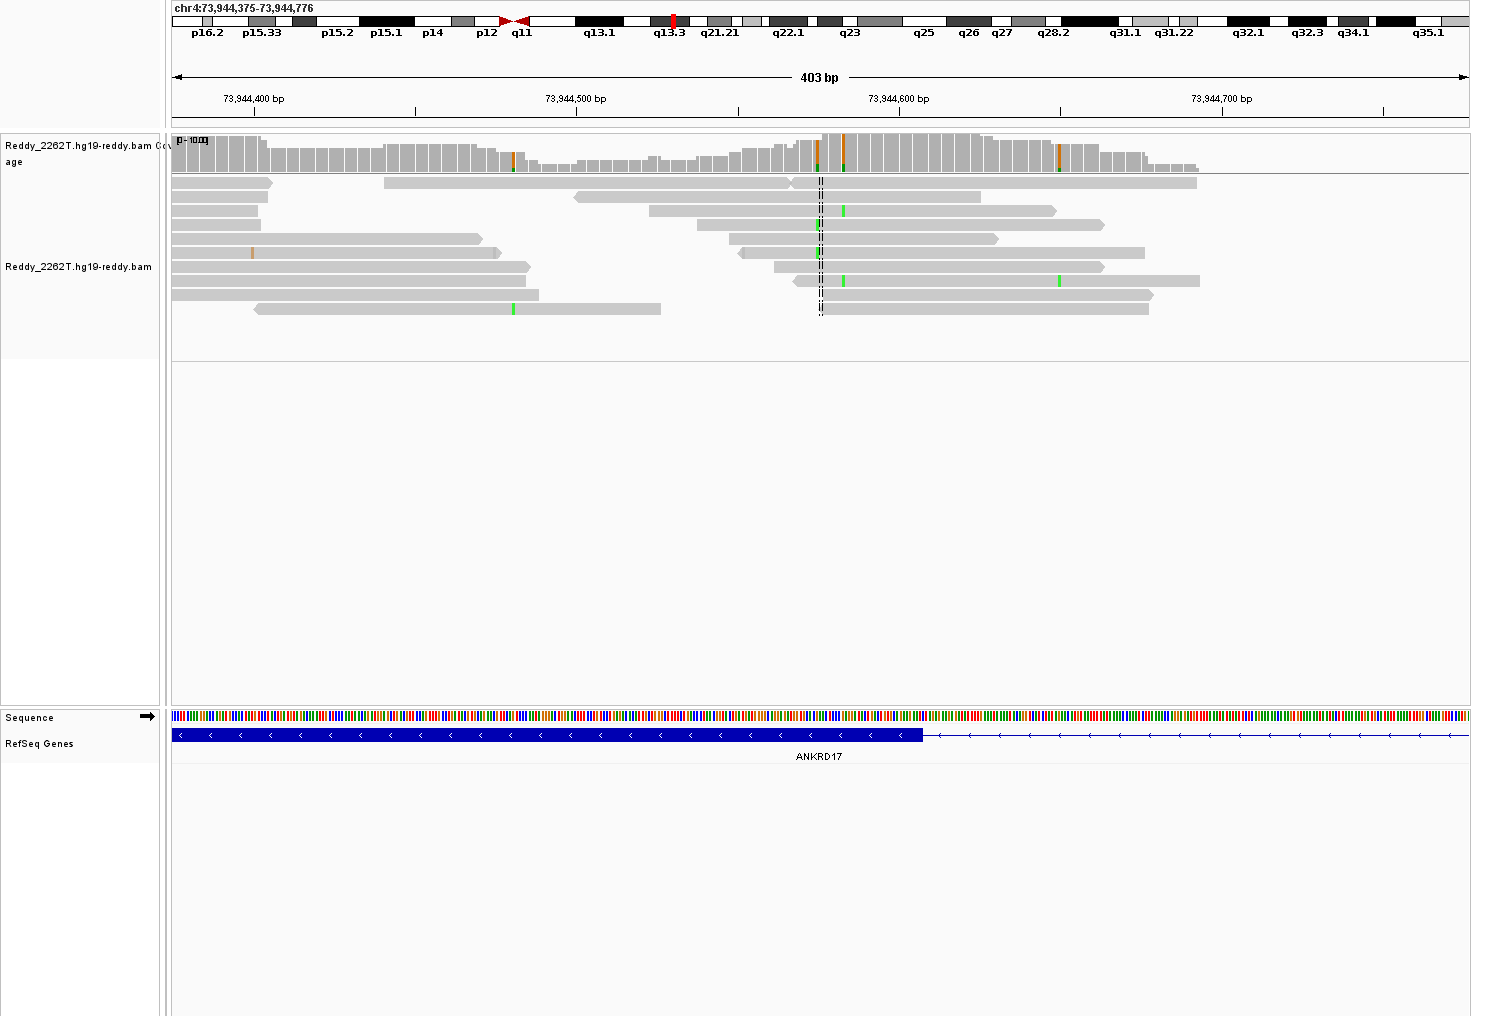 chr4:73,944,375-73,944,776
p16.2 p15.33 p15.2 p15.1 p14 p12 q11 q13.1 q13.3 q21.21 q22.1 q23 q25 q26 q27 q28.2 q31.1 q31.22 q32.1 q32.3 q34.1 q35.1
403 bp
73,944,400 bp 73,944,500 bp 73,944,600 bp 73,944,700 bp
[0 - 10.00]
Reddy_2262T.hg19-reddy.bam Cov
age
Reddy_2262T.hg19-reddy.bam
Sequence
RefSeq Genes
ANKRD17